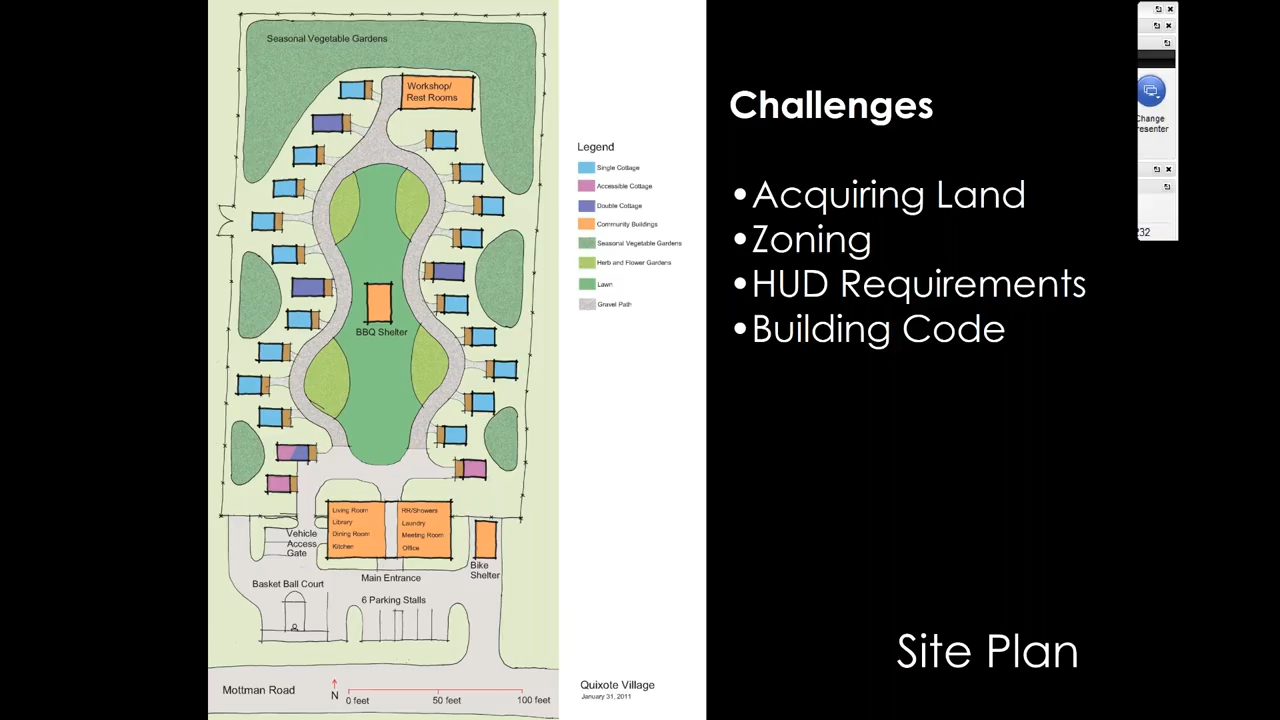 Seasonal Vegetable Gardens
Workshop/
Rest Rooms
BBQ Shelter
Living Room
Library
Dining Room
Kitchen
RR/Showers
Laundry
Meeting Room
Office
Vehicle
Access
Gate
Bike
Shelter
Main Entrance
Basket Ball Court
6 Parking Stalls
Mottman Road
N
0 feet
50 feet
100 feet
Legend
Single Cottage
Accessible Cottage
Double Cottage
Community Buildings
Seasonal Vegetable Gardens
Herb and Flower Gardens
Lawn
Gravel Path
Quixote Village
January 31, 2011
Challenges
•Acquiring Land
•Zoning
•HUD Requirements
•Building Code
Site Plan
Change
resenter
232